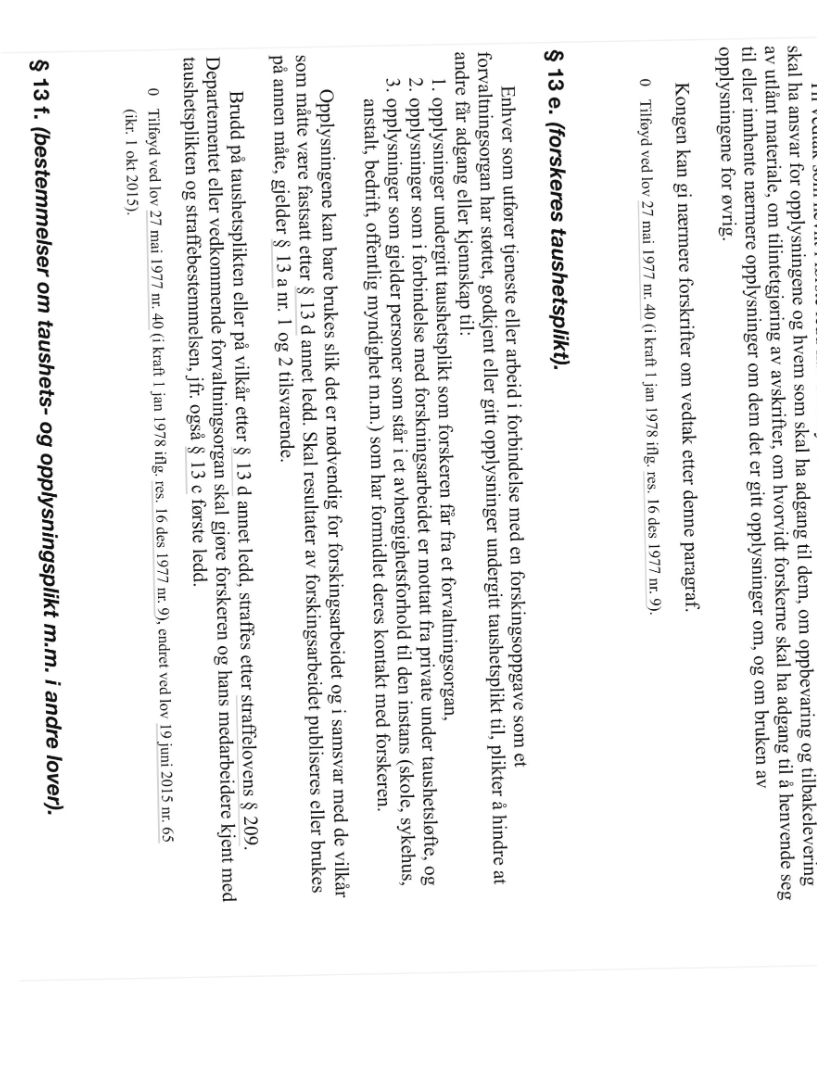 skal ha ansvar for opplysningene og hvem som skal ha adgang til dem, om oppbevaring og tilbakelevering
av utlånt materiale, om tilintetgjøring av avskrifter, om hvorvidt forskerne skal ha adgang til å henvende seg
til eller innhente nærmere opplysninger om dem det er gitt opplysninger om, og om bruken av
opplysningene for øvrig.
Kongen kan gi nærmere forskrifter om vedtak etter denne paragraf.
0 Tilføyd ved lov 27 mai 1977 nr. 40 (i kraft 1 jan 1978 iflg. res. 16 des 1977 nr. 9).
§ 13 e. (forskeres taushetsplikt).
Enhver som utfører tjeneste eller arbeid i forbindelse med en forskingsoppgave som et
forvaltningsorgan har støttet, godkjent eller gitt opplysninger undergitt taushetsplikt til, plikter å hindre at
andre får adgang eller kjennskap til:
1. opplysninger undergitt taushetsplikt som forskeren får fra et forvaltningsorgan,
2. opplysninger som i forbindelse med forskningsarbeidet er mottatt fra private under taushetsløfte, og
3. opplysninger som gjelder personer som står i et avhengighetsforhold til den instans (skole, sykehus,
anstalt, bedrift, offentlig myndighet m.m.) som har formidlet deres kontakt med forskeren.
Opplysningene kan bare brukes slik det er nødvendig for forskingsarbeidet og i samsvar med de vilkår
som måtte være fastsatt etter § 13 d annet ledd. Skal resultater av forskingsarbeidet publiseres eller brukes
på annen måte, gjelder § 13 a nr. 1 og 2 tilsvarende.
Brudd på taushetsplikten eller på vilkår etter § 13 d annet ledd, straffes etter straffelovens § 209.
Departementet eller vedkommende forvaltningsorgan skal gjøre forskeren og hans medarbeidere kjent med
taushetsplikten og straffebestemmelsen, jfr. også § 13 c første ledd.
0 Tilføyd ved lov 27 mai 1977 nr. 40 (i kraft 1 jan 1978 iflg. res. 16 des 1977 nr. 9), endret ved lov 19 juni 2015 nr. 65
(ikr. 1 okt 2015).
§ 13 f. (bestemmelser om taushets- og opplysningsplikt m.m. i andre lover).